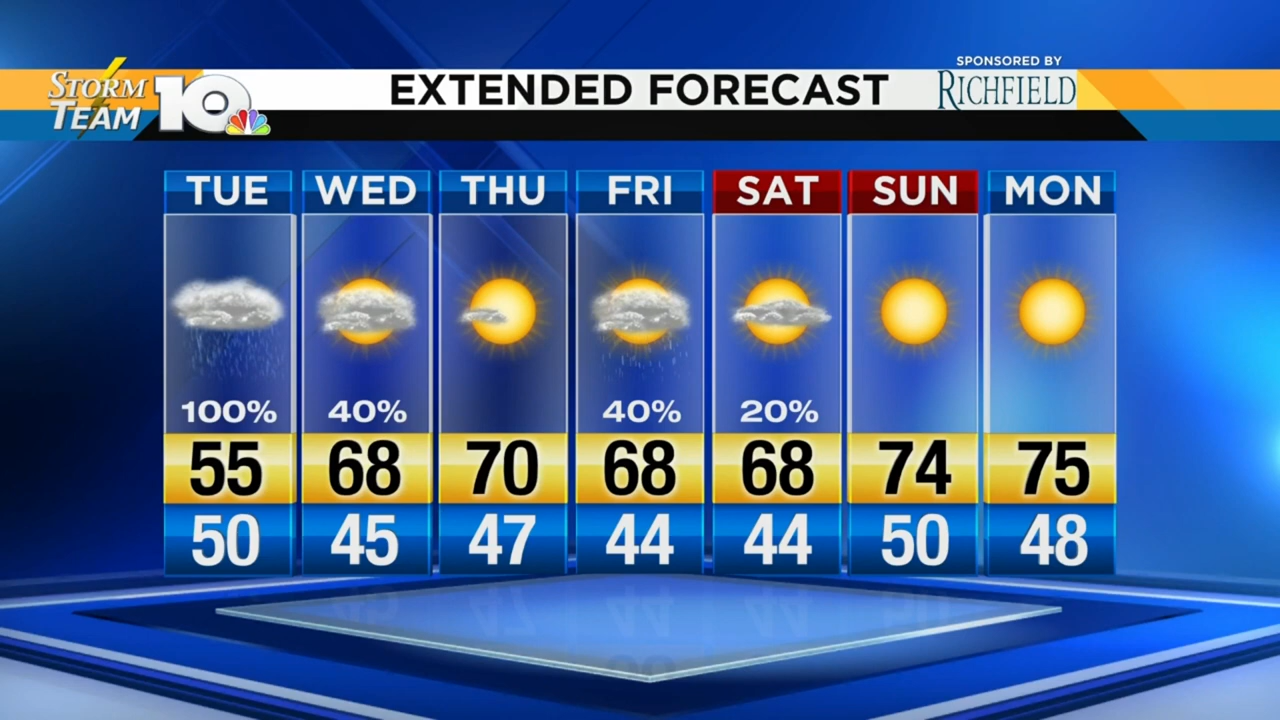 STORM
TEAM 10
EXTENDED FORECAST
SPONSORED BY
RICHFIELD
TUE WED THU FRI SAT SUN MON
100% 40% 40% 20%
55 68 70 68 68 74 75
50 45 47 44 44 50 48